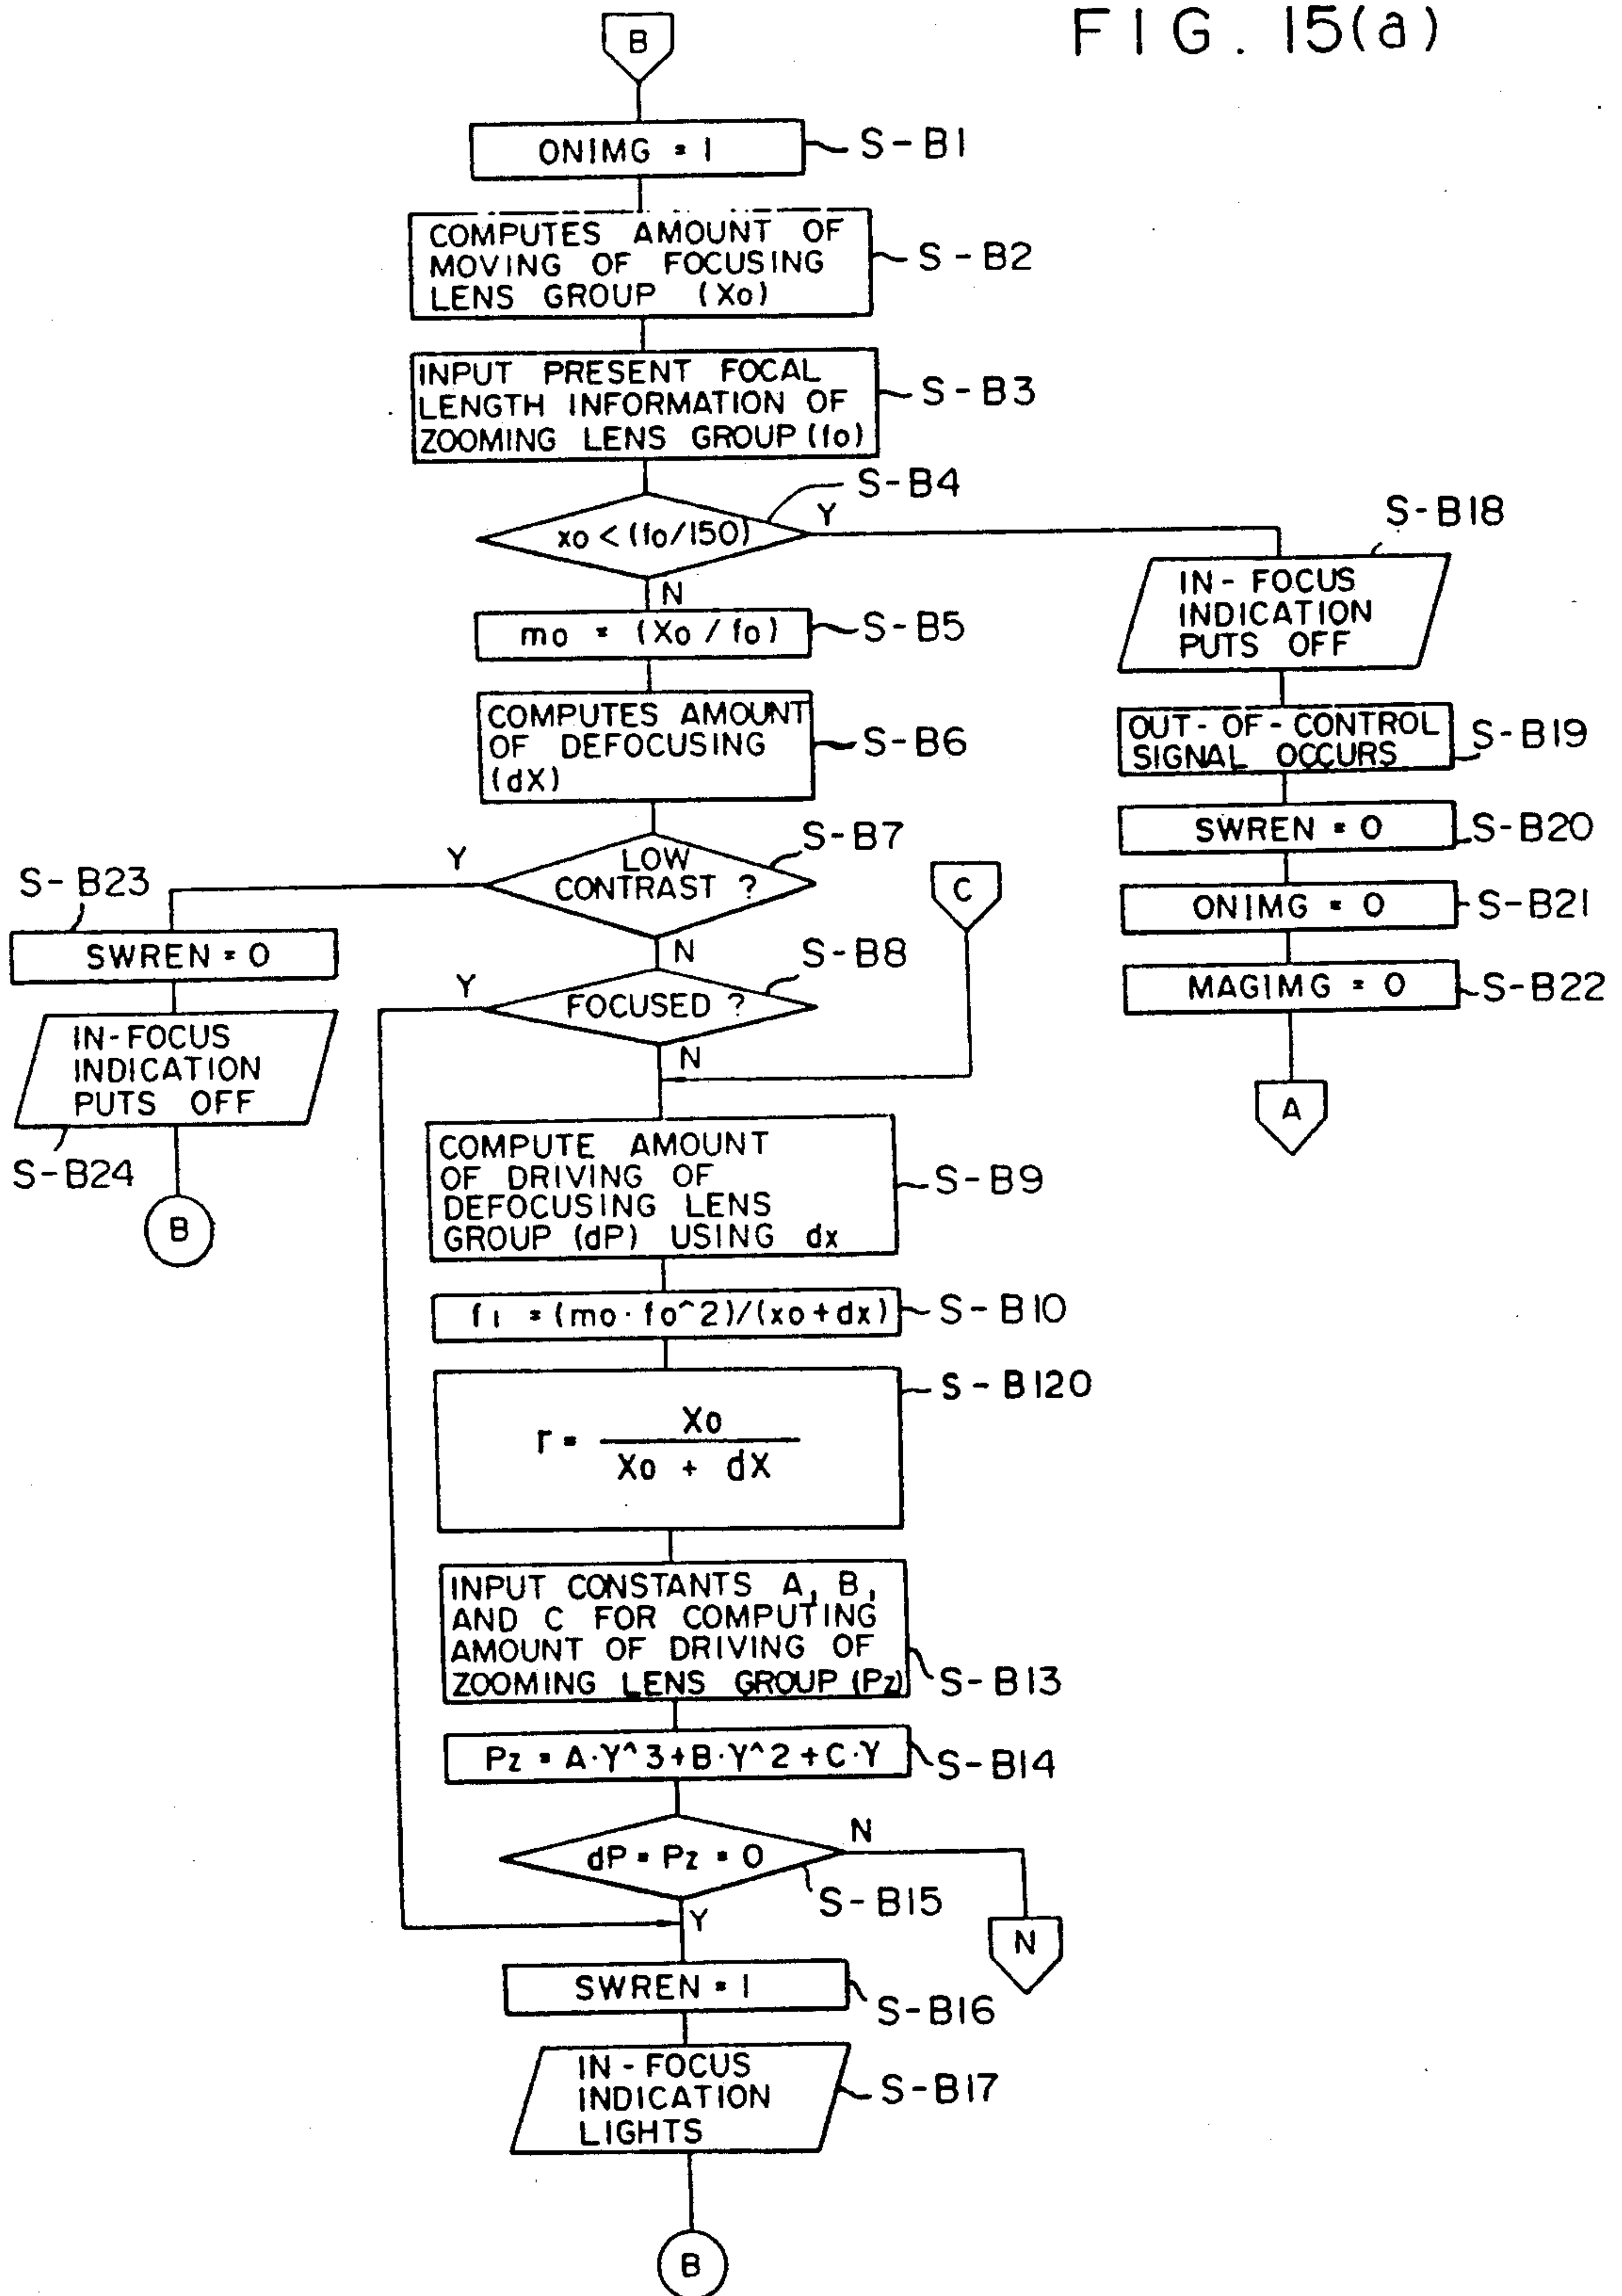 FIG. 15(a)
B
ONIMG = 1
S-B1
COMPUTES AMOUNT OF
MOVING OF FOCUSING
LENS GROUP (Xo)
S-B2
INPUT PRESENT FOCAL
LENGTH INFORMATION OF
ZOOMING LENS GROUP (fo)
S-B3
S-B4
xo < (fo/150)
Y
N
mo = (Xo / fo)
S-B5
COMPUTES AMOUNT
OF DEFOCUSING
(dX)
S-B6
S-B7
LOW
CONTRAST ?
Y
N
S-B8
FOCUSED ?
Y
N
C
S-B18
IN-FOCUS
INDICATION
PUTS OFF
OUT-OF-CONTROL
SIGNAL OCCURS
S-B19
SWREN = 0
S-B20
ONIMG = 0
S-B21
MAGIMG = 0
S-B22
A
S-B23
SWREN = 0
IN-FOCUS
INDICATION
PUTS OFF
S-B24
B
COMPUTE AMOUNT
OF DRIVING OF
DEFOCUSING LENS
GROUP (dP) USING dx
S-B9
f1 = (mo·fo^2)/(xo+dx)
S-B10
S-B120
r = Xo
Xo + dX
INPUT CONSTANTS A, B,
AND C FOR COMPUTING
AMOUNT OF DRIVING OF
ZOOMING LENS GROUP (Pz)
S-B13
Pz = A·Y^3+B·Y^2+C·Y
S-B14
dP = Pz = 0
N
S-B15
Y
N
SWREN = 1
S-B16
IN-FOCUS
INDICATION
LIGHTS
S-B17
B